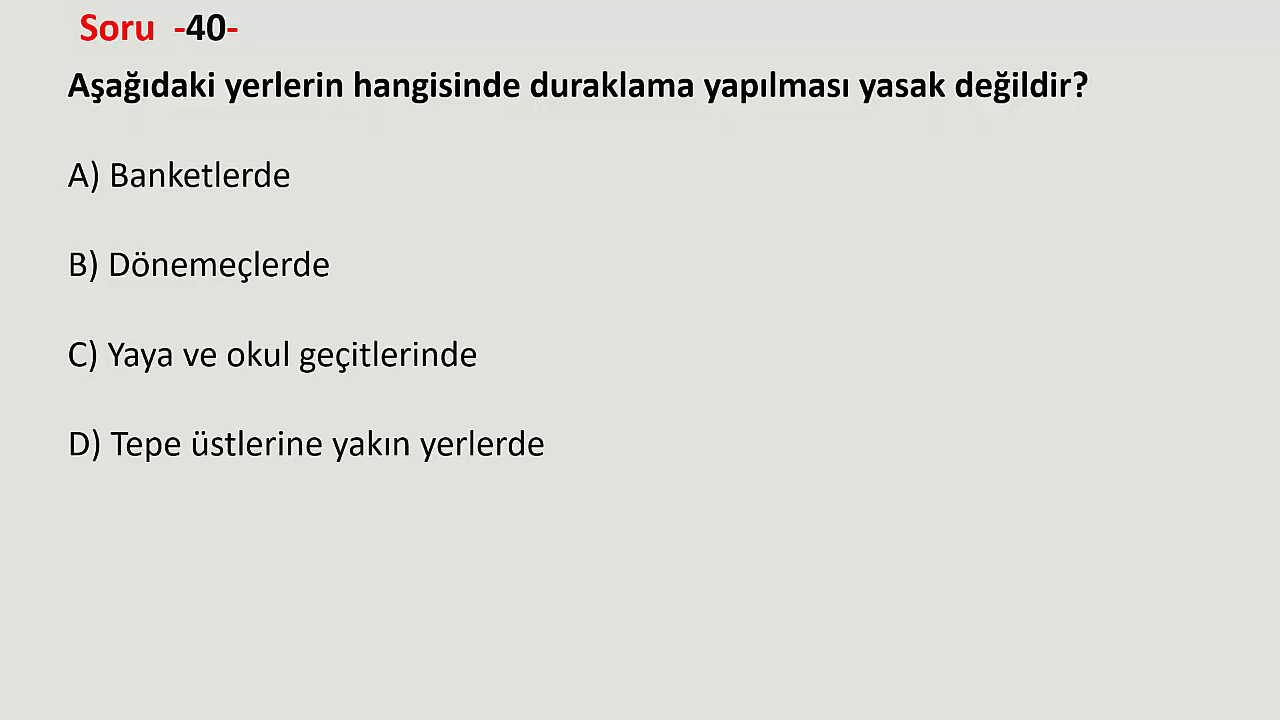 Soru -40-
Aşağıdaki yerlerin hangisinde duraklama yapılması yasak değildir?
A) Banketlerde
B) Dönemeçlerde
C) Yaya ve okul geçitlerinde
D) Tepe üstlerine yakın yerlerde